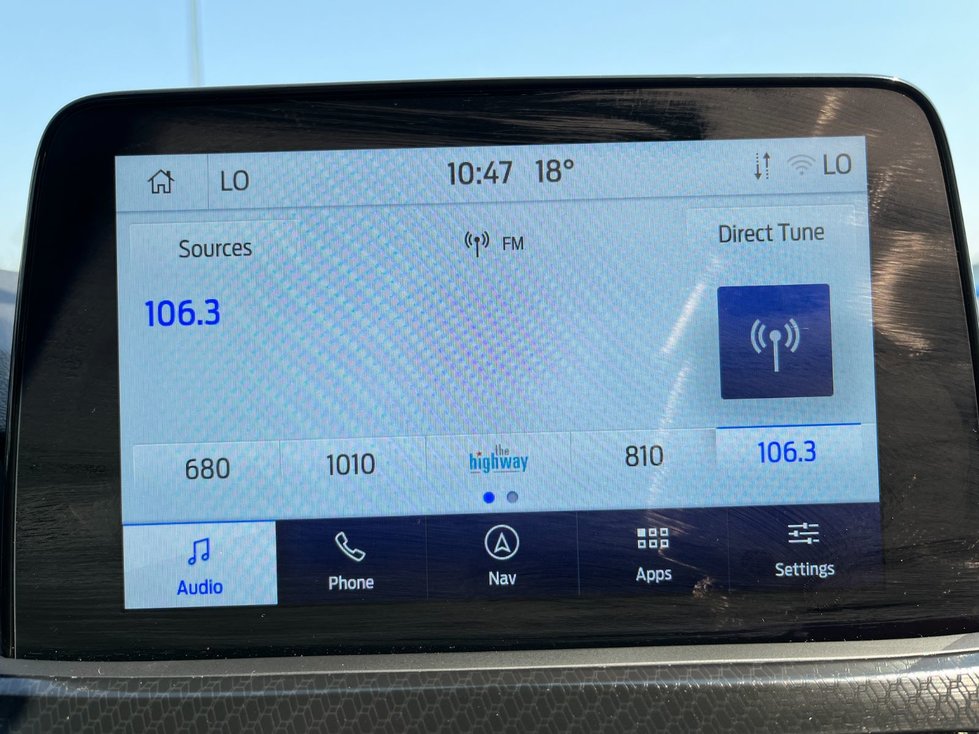 LO 10:47 18° LO
Sources FM Direct Tune
106.3
680 1010 the highway 810 106.3
Audio Phone Nav Apps Settings